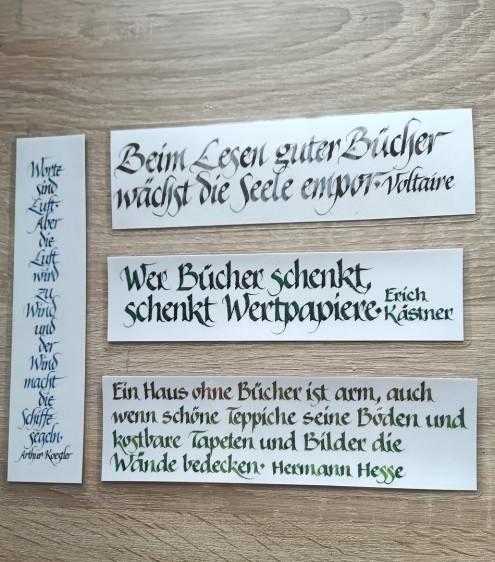 Worte
sind
Luft.
Aber
die
Luft
wird
zu
Wind,
und
der
Wind
macht
die
Schiffe
segeln.
Arthur Koestler
Beim Lesen guter Bücher
wächst die Seele empor. Voltaire
Wer Bücher schenkt,
schenkt Wertpapiere. Erich
Kästner
Ein Haus ohne Bücher ist arm, auch
wenn schöne Teppiche seine Böden und
kostbare Tapeten und Bilder die
Wände bedecken. Hermann Hesse